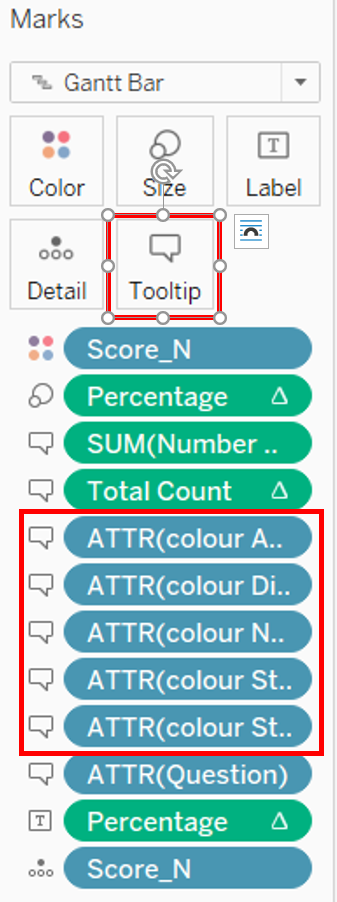 Marks
Gantt Bar
Color Size Label
Detail Tooltip
Score_N
Percentage Δ
SUM(Number ..
Total Count Δ
ATTR(colour A..
ATTR(colour Di..
ATTR(colour N..
ATTR(colour St..
ATTR(colour St..
ATTR(Question)
T Percentage Δ
Score_N